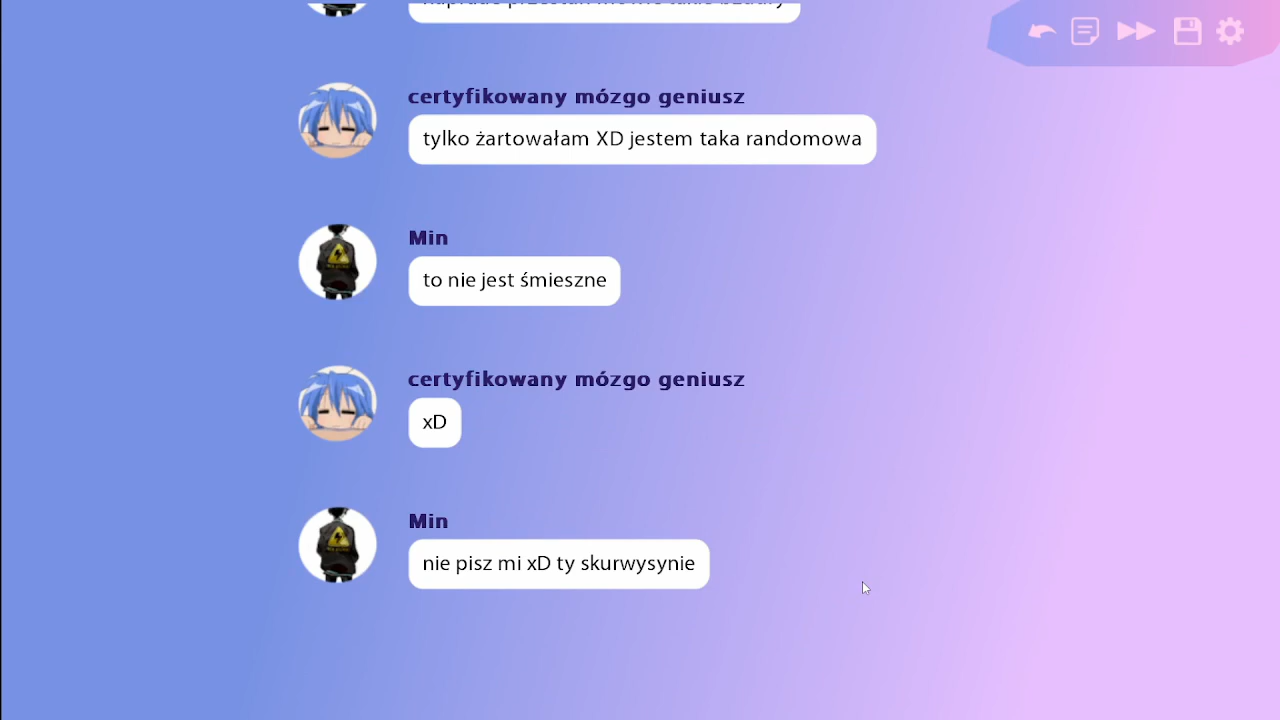 certyfikowany mózgo geniusz
tylko żartowałam XD jestem taka randomowa
Min
to nie jest śmieszne
certyfikowany mózgo geniusz
xD
Min
nie pisz mi xD ty skurwysynie